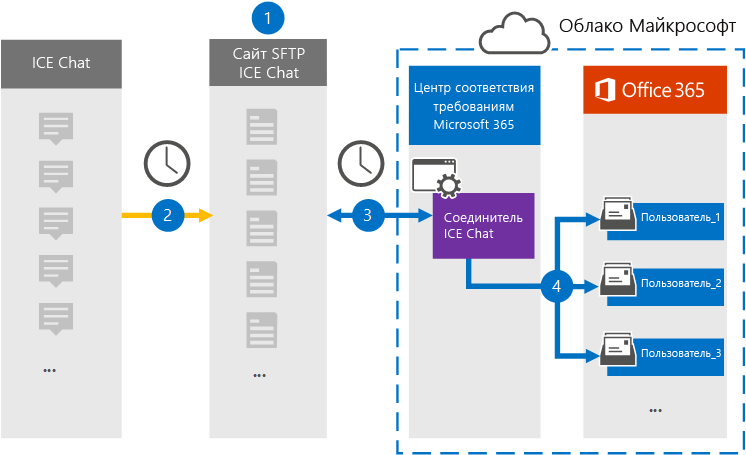 1
Облако Майкрософт
ICE Chat
Сайт SFTP
ICE Chat
Центр соответствия
требованиям
Microsoft 365
Office 365
2
3
Соединитель
ICE Chat
4
Пользователь_1
Пользователь_2
Пользователь_3
...
...
...